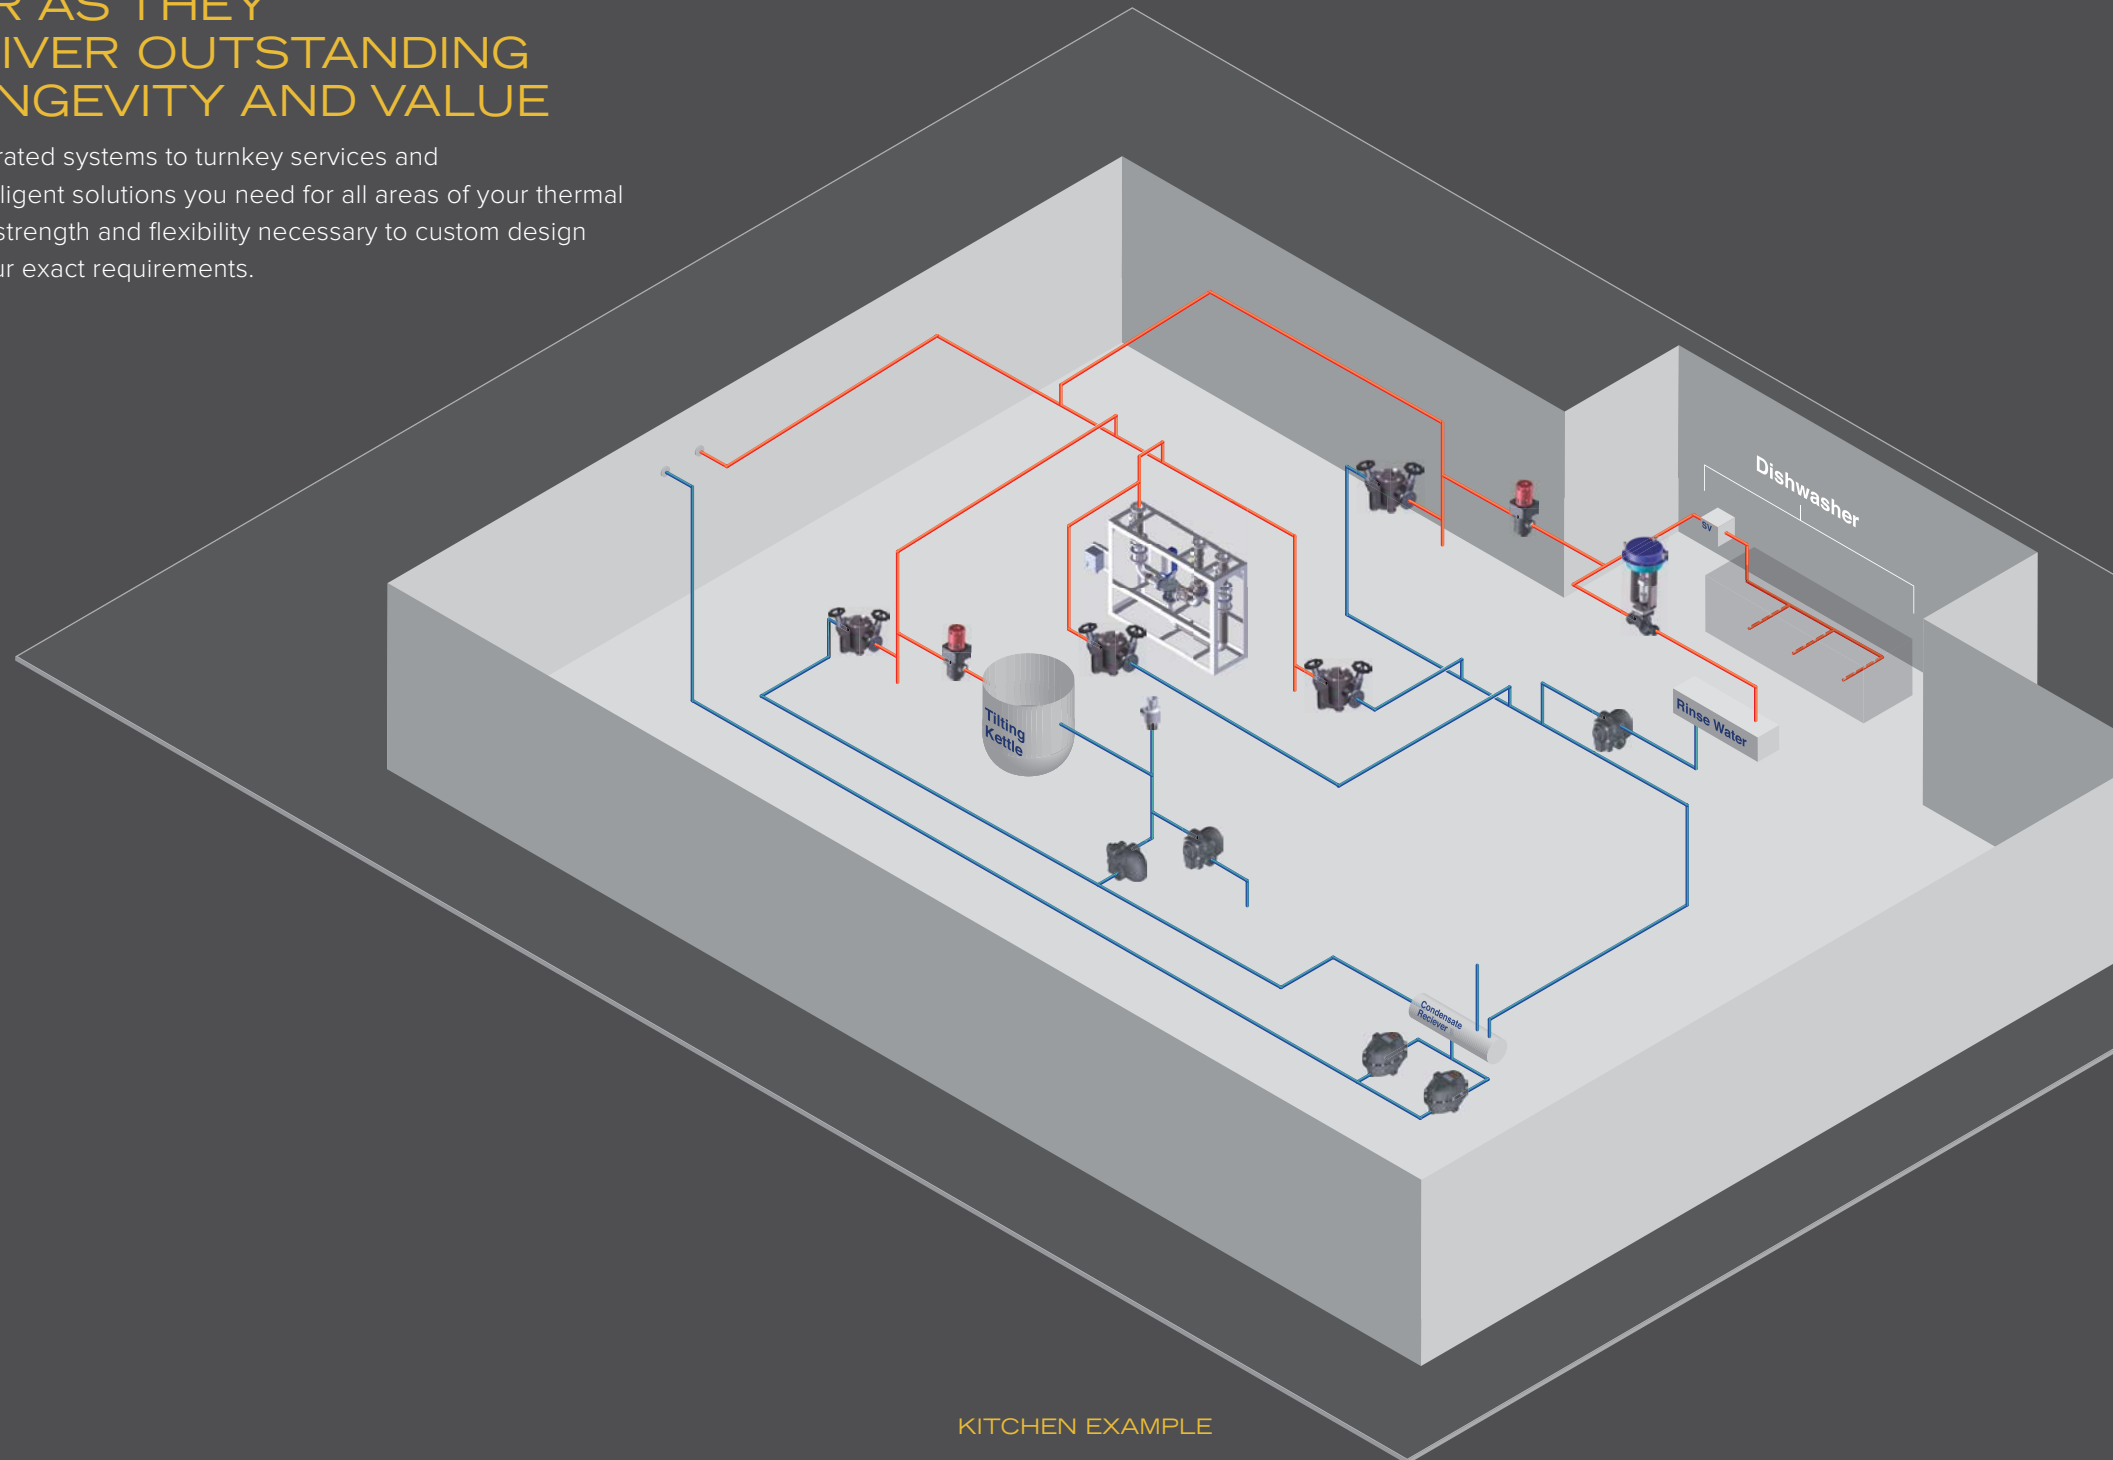 R AS THEY
IVER OUTSTANDING
NGEVITY AND VALUE
rated systems to turnkey services and
ligent solutions you need for all areas of your thermal
strength and flexibility necessary to custom design
ur exact requirements.
Dishwasher
SV
Rinse Water
Tilting
Kettle
Condensate
Reciever
KITCHEN EXAMPLE